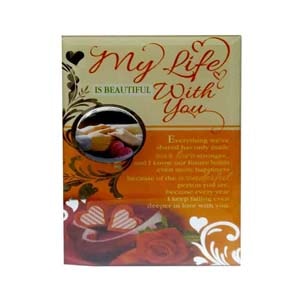 My Life
IS BEAUTIFUL With
You
Everything we've
shared has only made
our love stronger,
and I know our future holds
even more happiness
because of the wonderful
person you are,
because every year
I keep falling even
deeper in love with you.